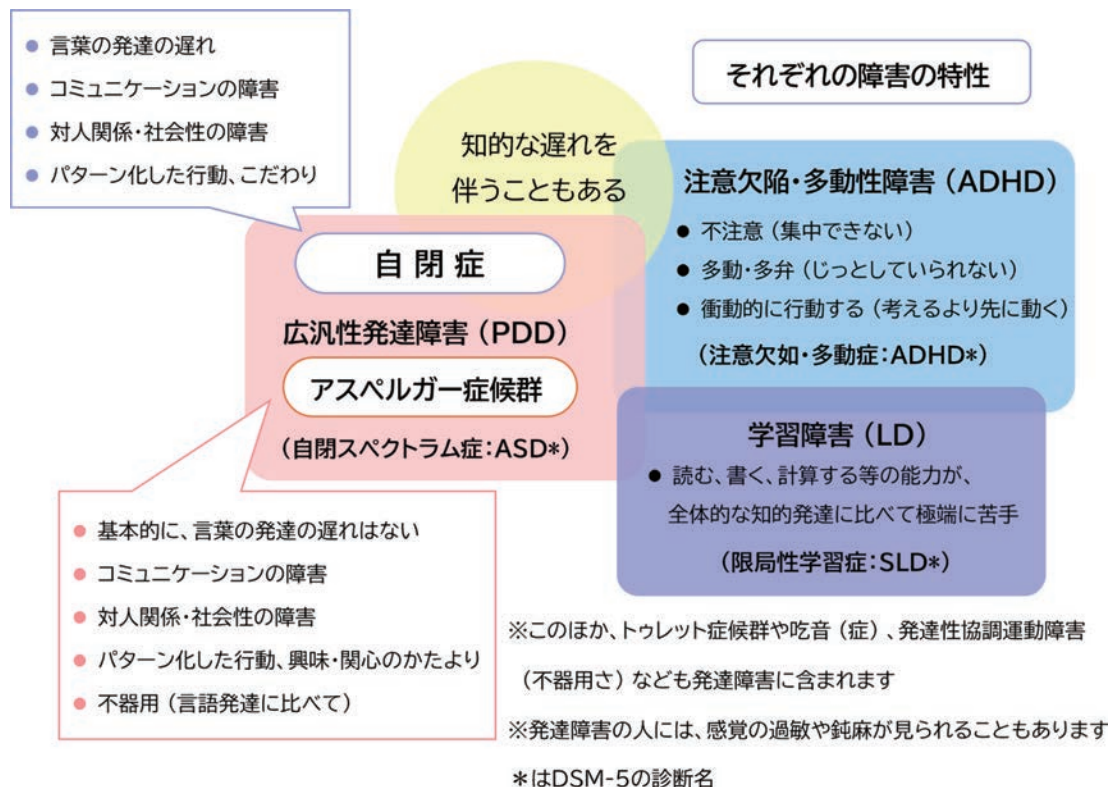 ● 言葉の発達の遅れ
● コミュニケーションの障害
● 対人関係・社会性の障害
● パターン化した行動、こだわり
それぞれの障害の特性
知的な遅れを
伴うこともある
自閉症
広汎性発達障害(PDD)
アスペルガー症候群
(自閉スペクトラム症:ASD*)
注意欠陥・多動性障害(ADHD)
● 不注意(集中できない)
● 多動・多弁(じっとしていられない)
● 衝動的に行動する(考えるより先に動く)
(注意欠如・多動症:ADHD*)
学習障害(LD)
● 読む、書く、計算する等の能力が、
全体的な知的発達に比べて極端に苦手
(限局性学習症:SLD*)
● 基本的に、言葉の発達の遅れはない
● コミュニケーションの障害
● 対人関係・社会性の障害
● パターン化した行動、興味・関心のかたより
● 不器用(言語発達に比べて)
※このほか、トゥレット症候群や吃音(症)、発達性協調運動障害
(不器用さ)なども発達障害に含まれます
※発達障害の人には、感覚の過敏や鈍麻が見られることもあります
*はDSM-5の診断名